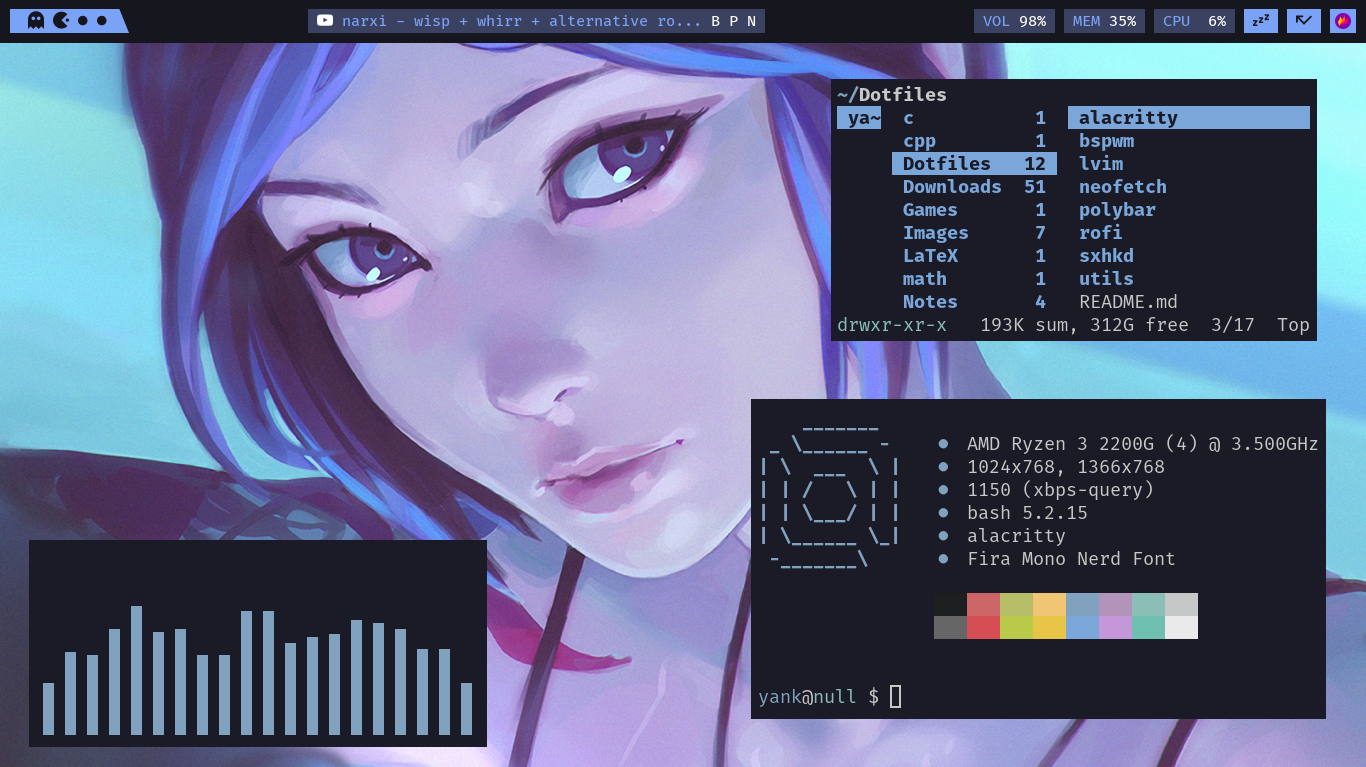 narxi - wisp + whirr + alternative ro... B P N
VOL 98%
MEM 35%
CPU 6%
zzz
~/Dotfiles
ya~ c 1 alacritty
cpp 1 bspwm
Dotfiles 12 lvim
Downloads 51 neofetch
Games 1 polybar
Images 7 rofi
LaTeX 1 sxhkd
math 1 utils
Notes 4 README.md
drwxr-xr-x 193K sum, 312G free 3/17 Top
AMD Ryzen 3 2200G (4) @ 3.500GHz
1024x768, 1366x768
1150 (xbps-query)
bash 5.2.15
alacritty
Fira Mono Nerd Font
yank@null $